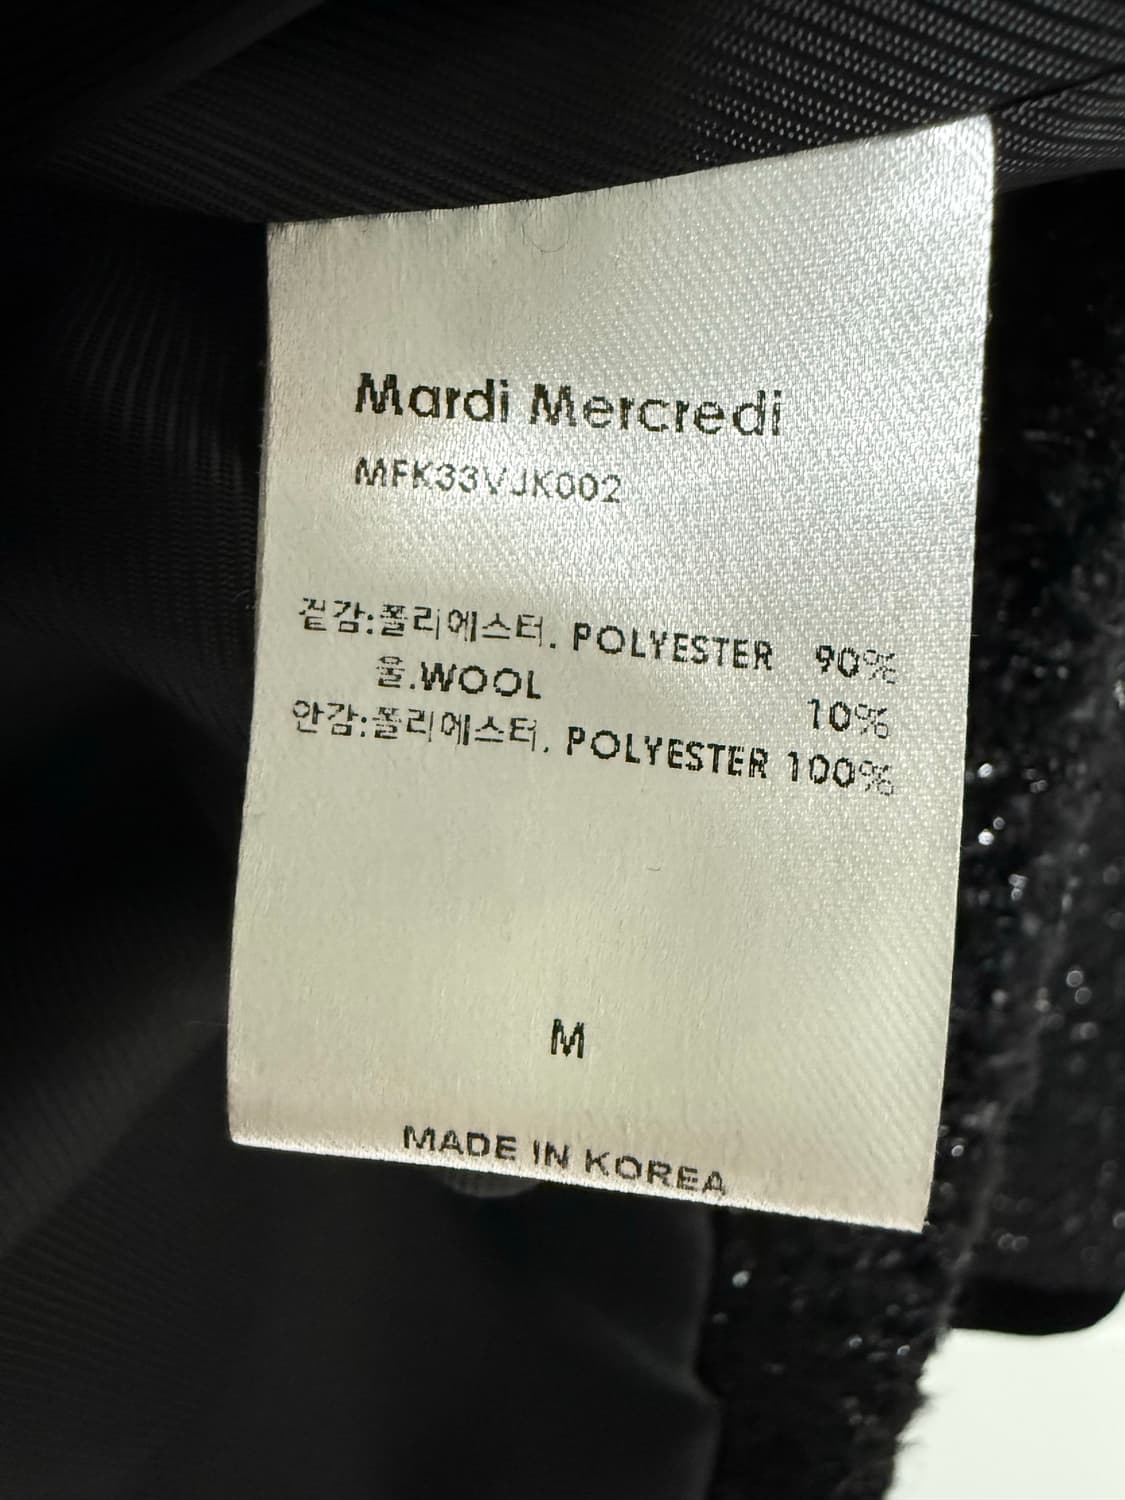 Mardi Mercredi
MFK33VJK002
겉감:폴리에스터. POLYESTER 90%
울.WOOL 10%
안감:폴리에스터. POLYESTER 100%
M
MADE IN KOREA